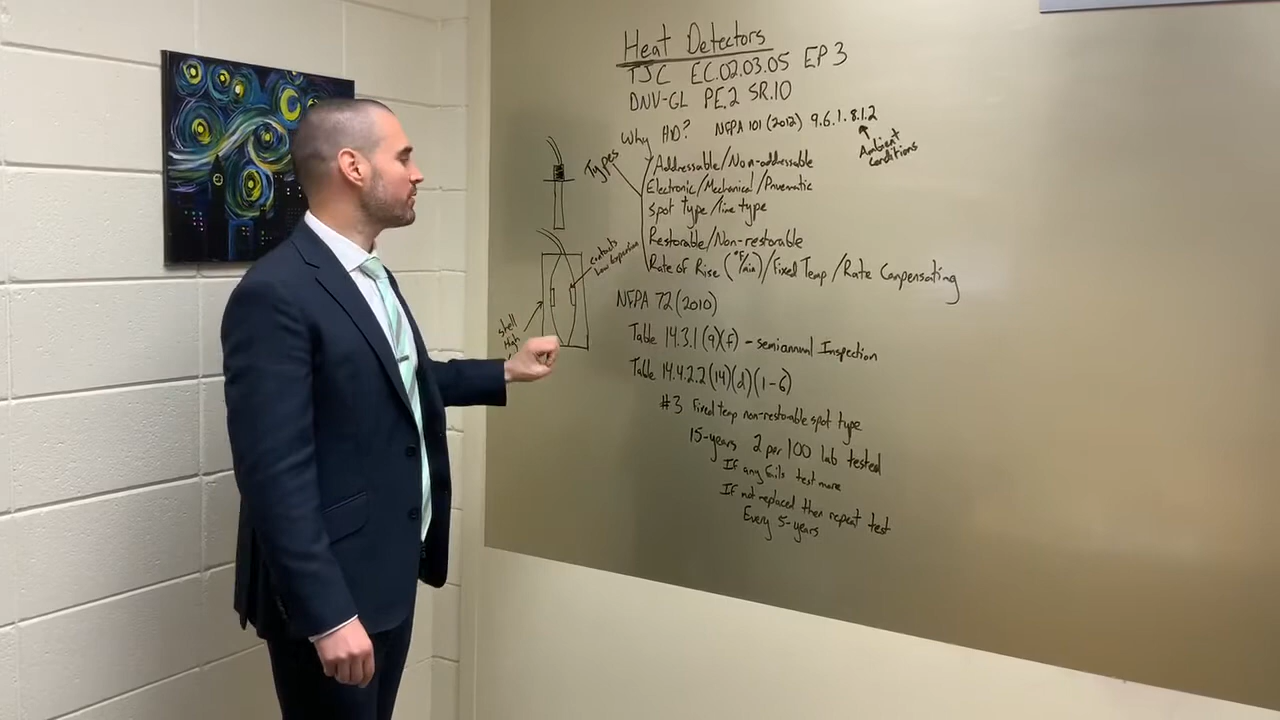 Heat Detectors
TJC EC.02.03.05 EP 3
DNV-GL PE.2 SR.10
Why HD? NFPA 101 (2012) 9.6.1.8.1.2
Ambient
conditions
Types
Addressable/Non-addressable
Electronic/Mechanical/Pnuematic
Spot type/line type
Restorable/Non-restorable
Rate of Rise (°F/min)/Fixed Temp/Rate Compensating
contacts
Low Expansion
Shell
High
NFPA 72 (2010)
Table 14.3.1 (9)(f) - semiannual Inspection
Table 14.4.2.2 (14)(d)(1-6)
#3 Fixed temp non-restorable spot type
15-years 2 per 100 lab tested
If any fails test more
If not replaced then repeat test
Every 5-years